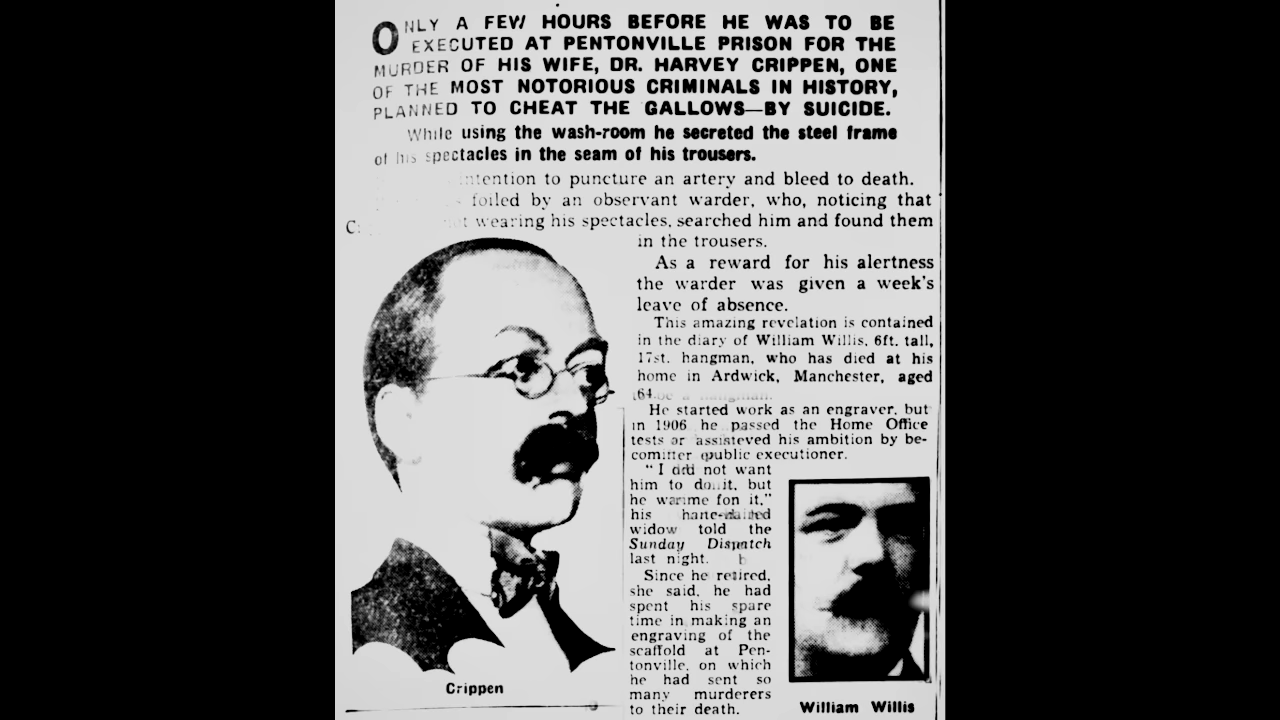 ONLY A FEW HOURS BEFORE HE WAS TO BE
EXECUTED AT PENTONVILLE PRISON FOR THE
MURDER OF HIS WIFE, DR. HARVEY CRIPPEN, ONE
OF THE MOST NOTORIOUS CRIMINALS IN HISTORY,
PLANNED TO CHEAT THE GALLOWS—BY SUICIDE.
While using the wash-room he secreted the steel frame
of his spectacles in the seam of his trousers.
intention to puncture an artery and bleed to death.
foiled by an observant warder, who, noticing that
wearing his spectacles, searched him and found them
in the trousers.
As a reward for his alertness
the warder was given a week's
leave of absence.
This amazing revelation is contained
in the diary of William Willis, 6ft. tall,
17st. hangman, who has died at his
home in Ardwick, Manchester, aged
64
He started work as an engraver, but
in 1906 he passed the Home Office
tests his ambition by be-
public executioner.
"I did not want
him to do it, but
he
his
widow told the
Sunday Dispatch
last night.
Since he retired,
she said, he had
spent his spare
time in making an
engraving of the
scaffold at Pen-
tonville, on which
he had sent so
many murderers
to their death.
Crippen
William Willis